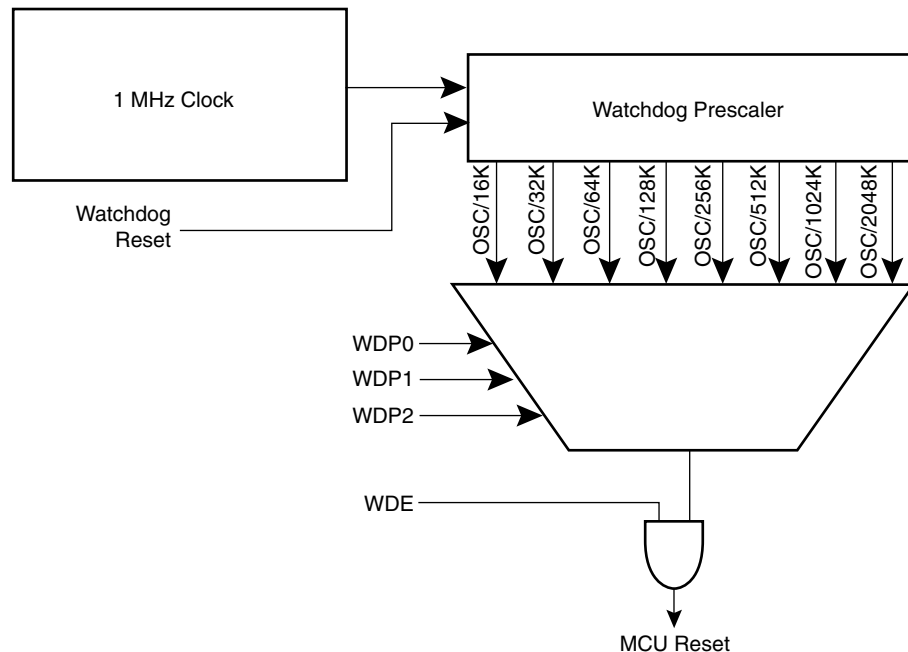 1 MHz Clock
Watchdog Prescaler
Watchdog
Reset
OSC/16K
OSC/32K
OSC/64K
OSC/128K
OSC/256K
OSC/512K
OSC/1024K
OSC/2048K
WDP0
WDP1
WDP2
WDE
MCU Reset